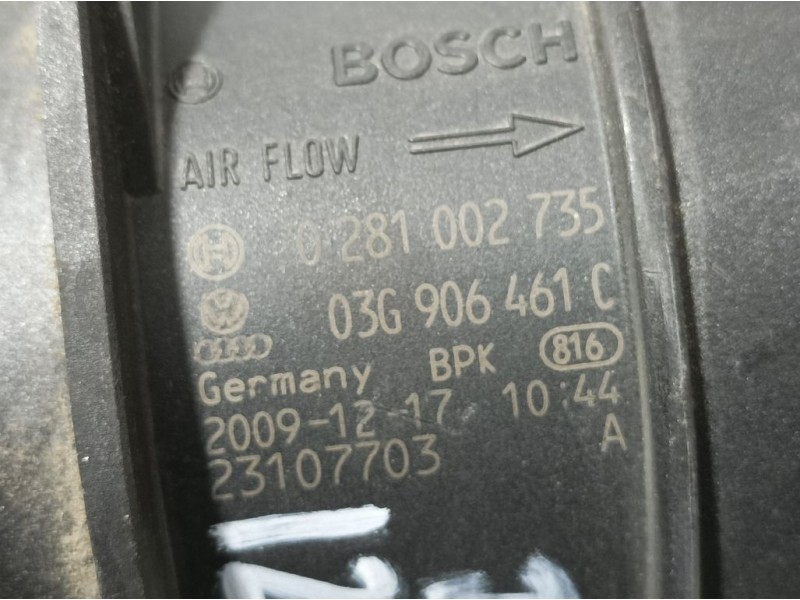 BOSCH
AIR FLOW
0 281 002 735
03G 906 461 C
Germany BPK 816
2009-12-17 10:44
23107703 A